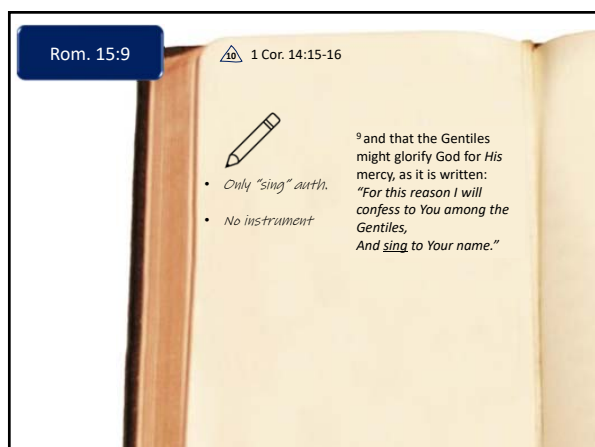 Rom. 15:9
10 1 Cor. 14:15-16
• Only "sing" auth.
• No instrument
9 and that the Gentiles
might glorify God for His
mercy, as it is written:
“For this reason I will
confess to You among the
Gentiles,
And sing to Your name.”